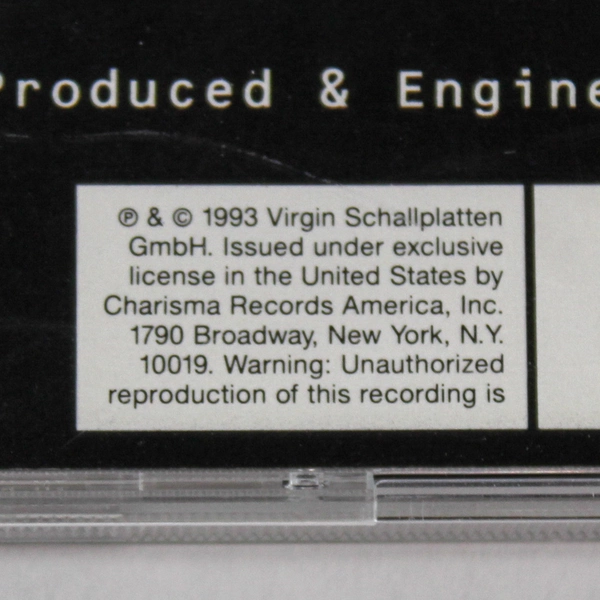 Produced & Engine
℗ & © 1993 Virgin Schallplatten
GmbH. Issued under exclusive
license in the United States by
Charisma Records America, Inc.
1790 Broadway, New York, N.Y.
10019. Warning: Unauthorized
reproduction of this recording is